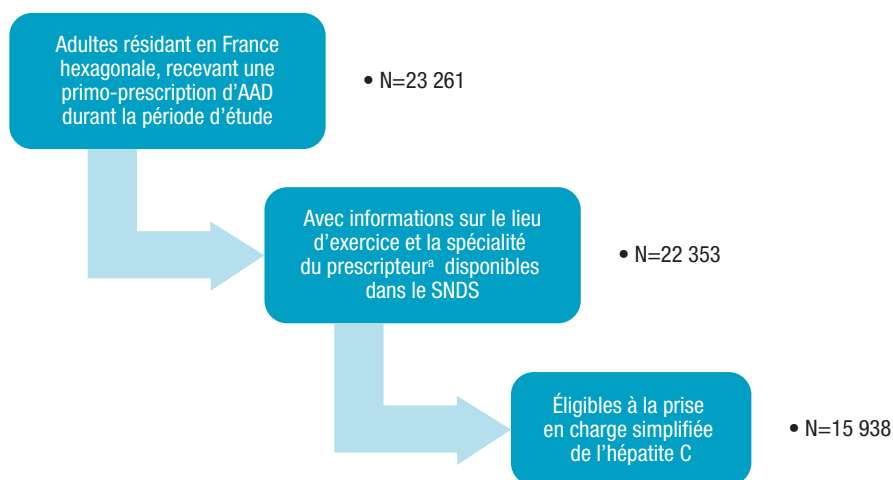 Adultes résidant en France
hexagonale, recevant une
primo-prescription d’AAD
durant la période d’étude
• N=23 261
Avec informations sur le lieu
d’exercice et la spécialité
du prescripteurᵃ disponibles
dans le SNDS
• N=22 353
Éligibles à la prise
en charge simplifiée
de l’hépatite C
• N=15 938